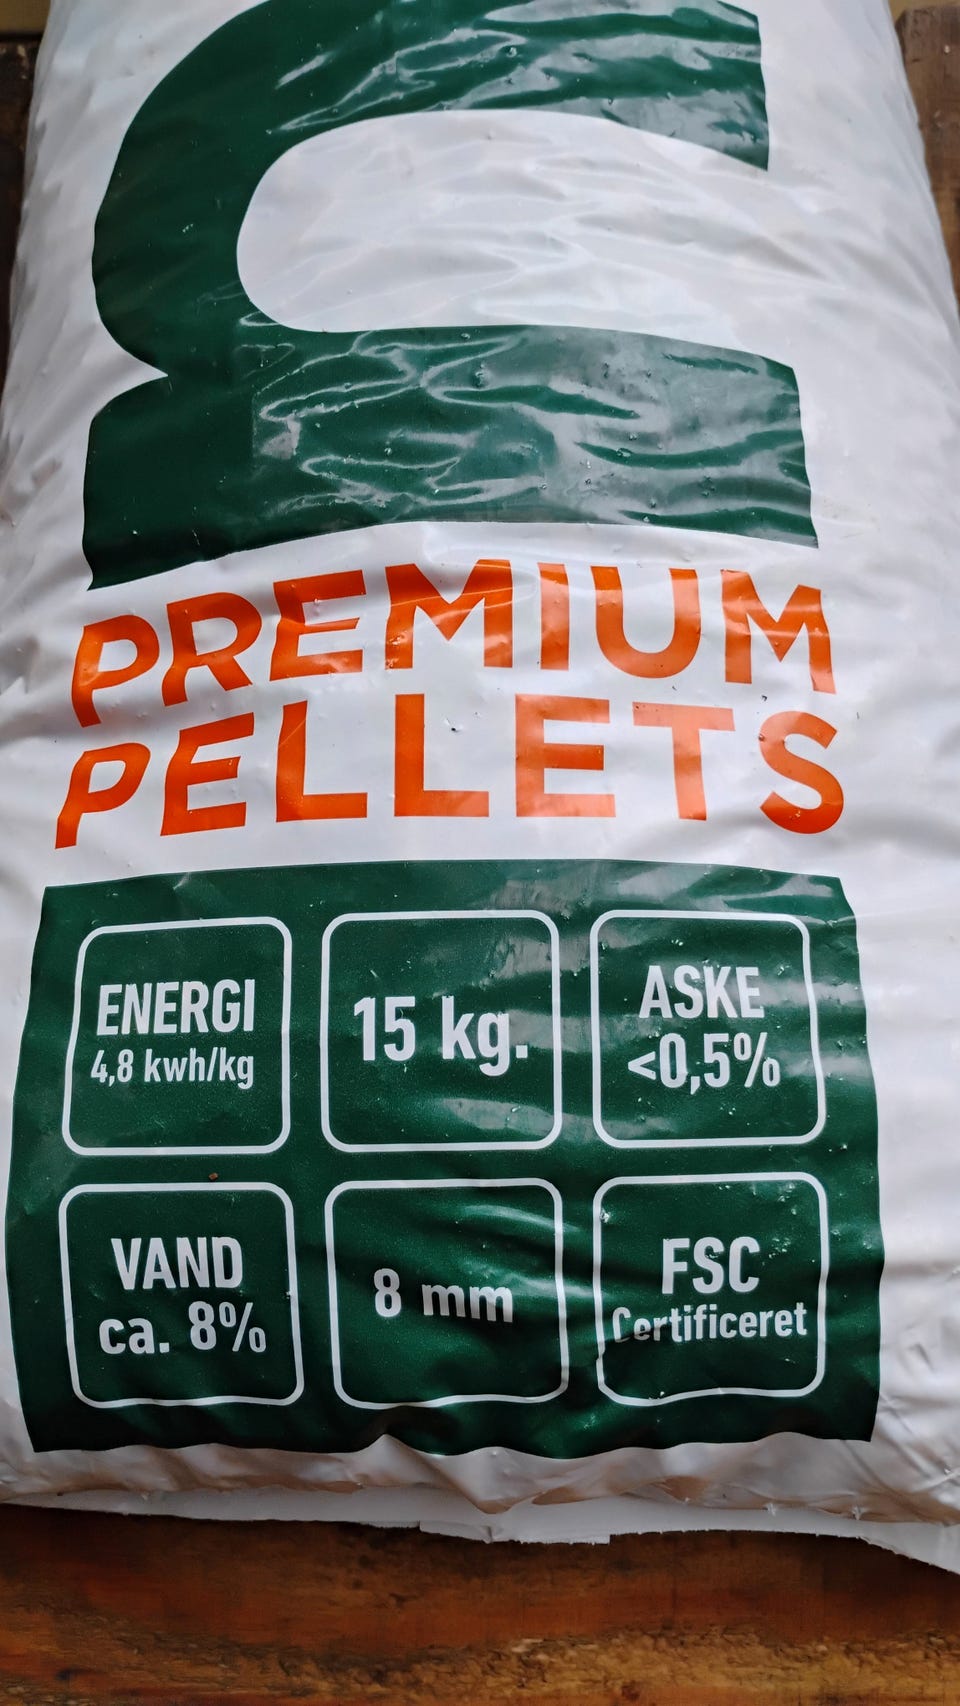 PREMIUM
PELLETS
ENERGI
4,8 kwh/kg
15 kg.
ASKE
<0,5%
VAND
ca. 8%
8 mm
FSC
Certificeret